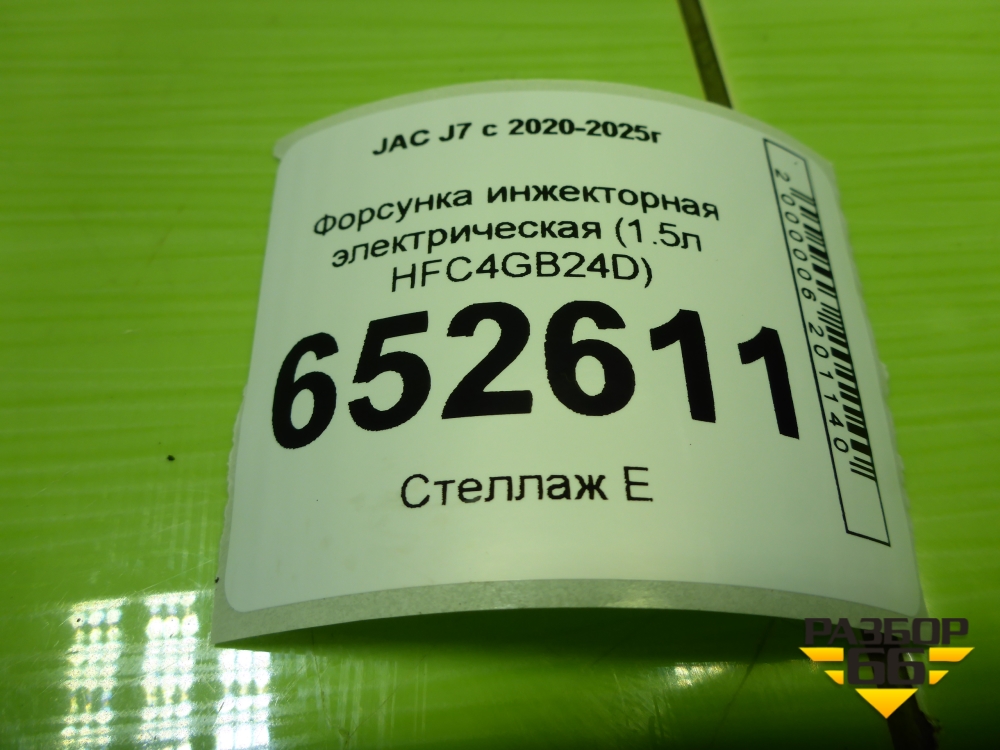 JAC J7 с 2020-2025г
Форсунка инжекторная
электрическая (1.5л
HFC4GB24D)
652611
Стеллаж Е
2000006201140
РАЗБОР
66